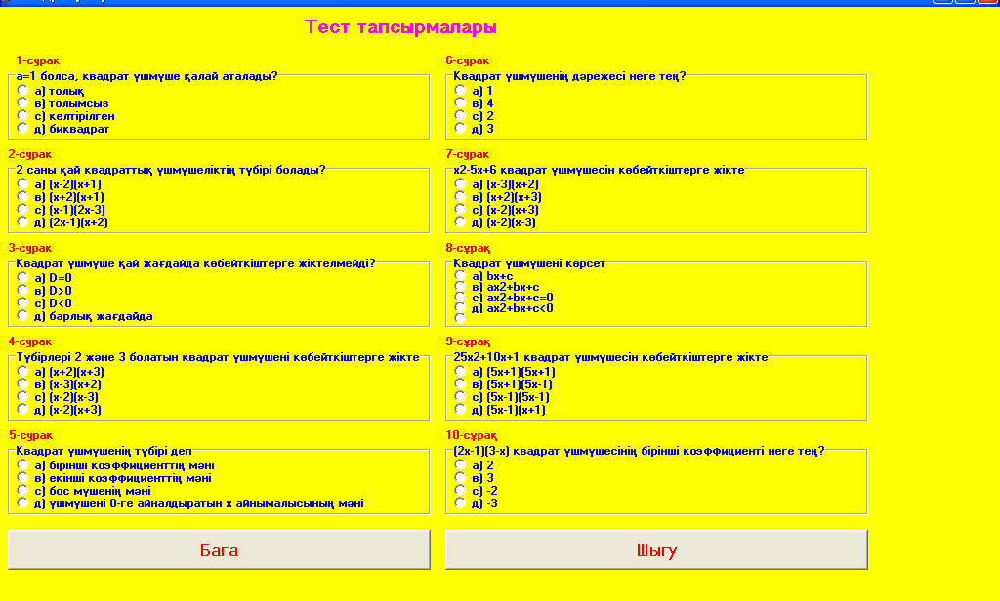 Тест тапсырмалары
1-сурак
а=1 болса, квадрат үшмүше қалай аталады?
а) толық
в) толымсыз
с) келтірілген
д) биквадрат
2-сурак
2 саны қай квадраттық үшмүшеліктің түбірі болады?
а) (x-2)(x+1)
в) (x+2)(x+1)
с) (x-1)(2x-3)
д) (2x-1)(x+2)
3-сурак
Квадрат үшмүше қай жағдайда көбейткіштерге жіктелмейді?
а) D=0
в) D>0
с) D<0
д) барлық жағдайда
4-сурак
Түбірлері 2 және 3 болатын квадрат үшмүшені көбейткіштерге жікте
а) (x+2)(x+3)
в) (x-3)(x+2)
с) (x-2)(x-3)
д) (x-2)(x+3)
5-сурак
Квадрат үшмүшенің түбірі деп
а) бірінші коэффициенттің мәні
в) екінші коэффициенттің мәні
с) бос мүшенің мәні
д) үшмүшені 0-ге айналдыратын х айнымалысының мәні
Бага
6-сурак
Квадрат үшмүшенің дәрежесі неге тең?
а) 1
в) 4
с) 2
д) 3
7-сурак
x2-5x+6 квадрат үшмүшесін көбейткіштерге жікте
а) (x-3)(x+2)
в) (x+2)(x+3)
с) (x-2)(x+3)
д) (x-2)(x-3)
8-сұрақ
Квадрат үшмүшені көрсет
а) bx+c
в) ax2+bx+c
с) ax2+bx+c=0
д) ax2+bx+c<0
9-сұрақ
25x2+10x+1 квадрат үшмүшесін көбейткіштерге жікте
а) (5x+1)(5x+1)
в) (5x+1)(5x-1)
с) (5x-1)(5x-1)
д) (5x-1)(x+1)
10-сұрақ
(2x-1)(3-x) квадрат үшмүшесінің бірінші коэффициенті неге тең?
а) 2
в) 3
с) -2
д) -3
Шыгу